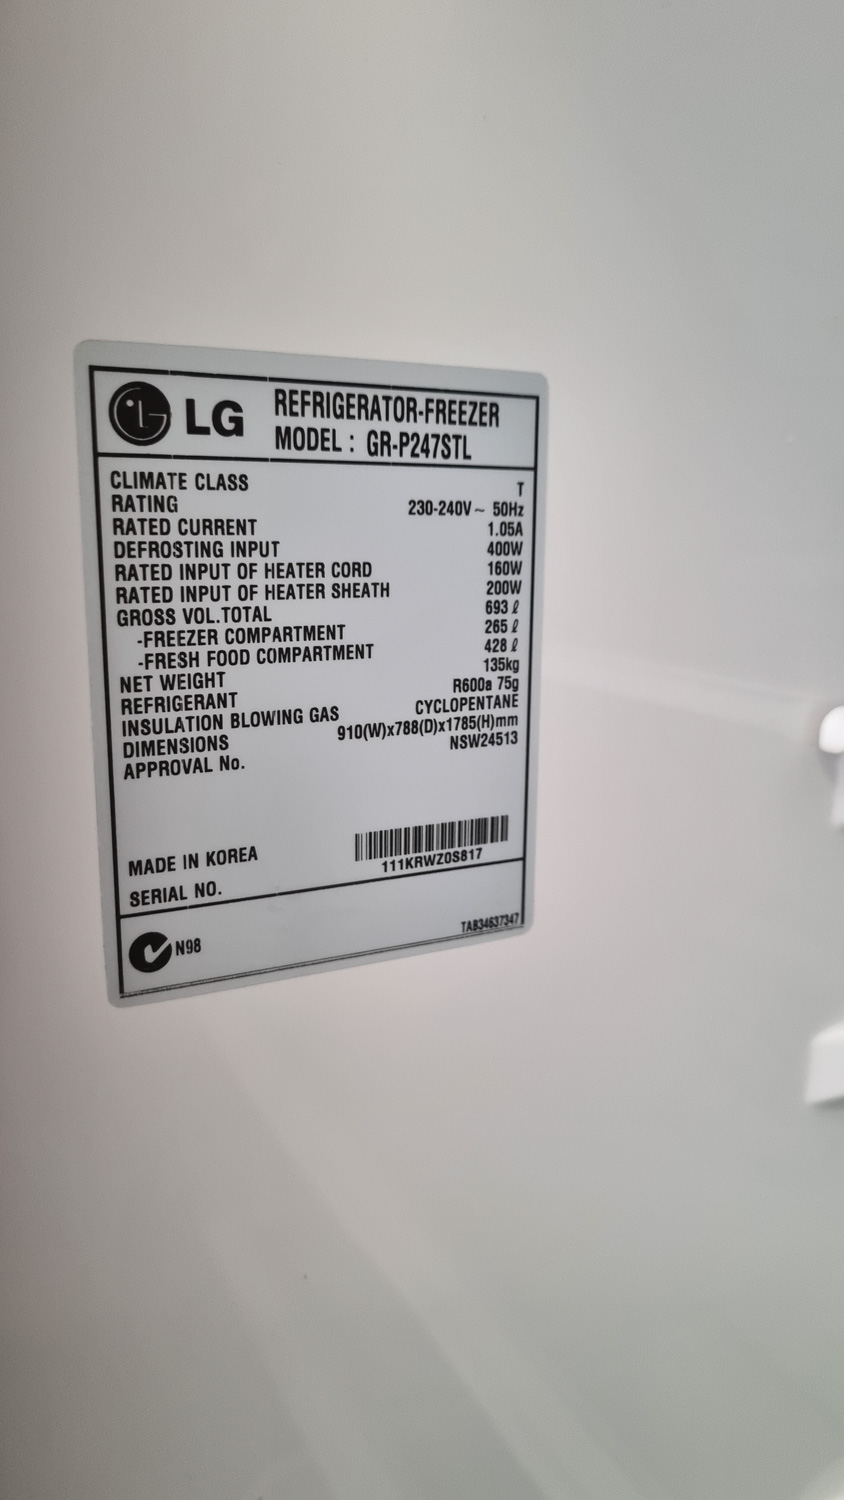 LG REFRIGERATOR-FREEZER
MODEL : GR-P247STL
CLIMATE CLASS T
RATING 230-240V~ 50Hz
RATED CURRENT 1.05A
DEFROSTING INPUT 400W
RATED INPUT OF HEATER CORD 160W
RATED INPUT OF HEATER SHEATH 200W
GROSS VOL.TOTAL 693 ℓ
-FREEZER COMPARTMENT 265 ℓ
-FRESH FOOD COMPARTMENT 428 ℓ
NET WEIGHT 135kg
REFRIGERANT R600a 75g
INSULATION BLOWING GAS CYCLOPENTANE
DIMENSIONS 910(W)x788(D)x1785(H)mm
APPROVAL No. NSW24513
MADE IN KOREA
SERIAL NO. 111KRWZ0S817
N98
TAB34637347